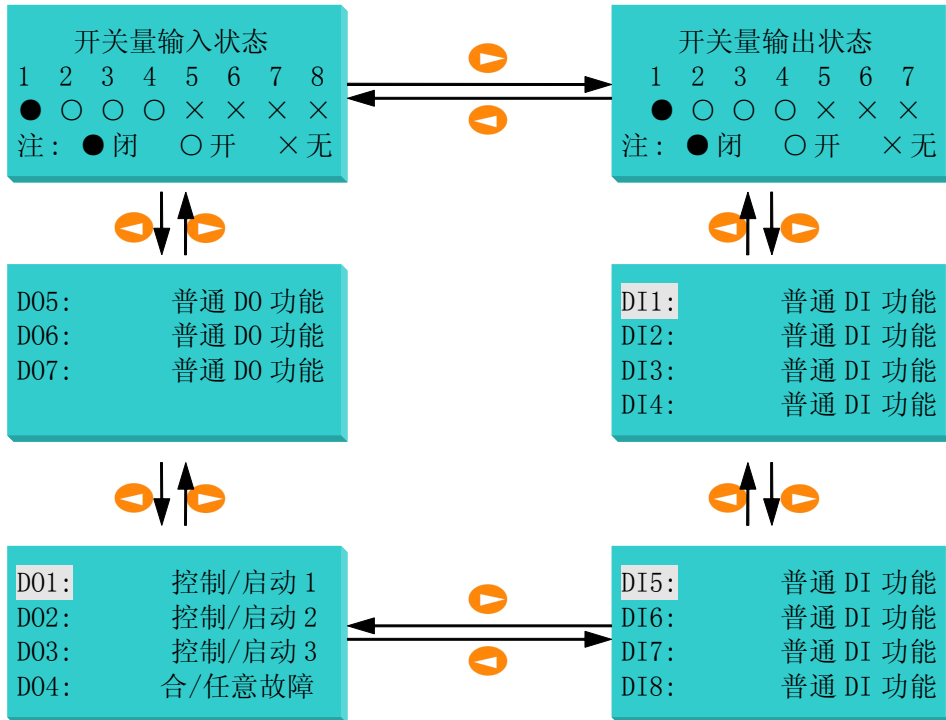 开关量输入状态
1 2 3 4 5 6 7 8
● ○ ○ ○ × × × ×
注: ●闭 ○开 ×无
开关量输出状态
1 2 3 4 5 6 7
● ○ ○ ○ × × ×
注: ●闭 ○开 ×无
DO5: 普通 DO 功能
DO6: 普通 DO 功能
DO7: 普通 DO 功能
DI1: 普通 DI 功能
DI2: 普通 DI 功能
DI3: 普通 DI 功能
DI4: 普通 DI 功能
DO1: 控制/启动 1
DO2: 控制/启动 2
DO3: 控制/启动 3
DO4: 合/任意故障
DI5: 普通 DI 功能
DI6: 普通 DI 功能
DI7: 普通 DI 功能
DI8: 普通 DI 功能